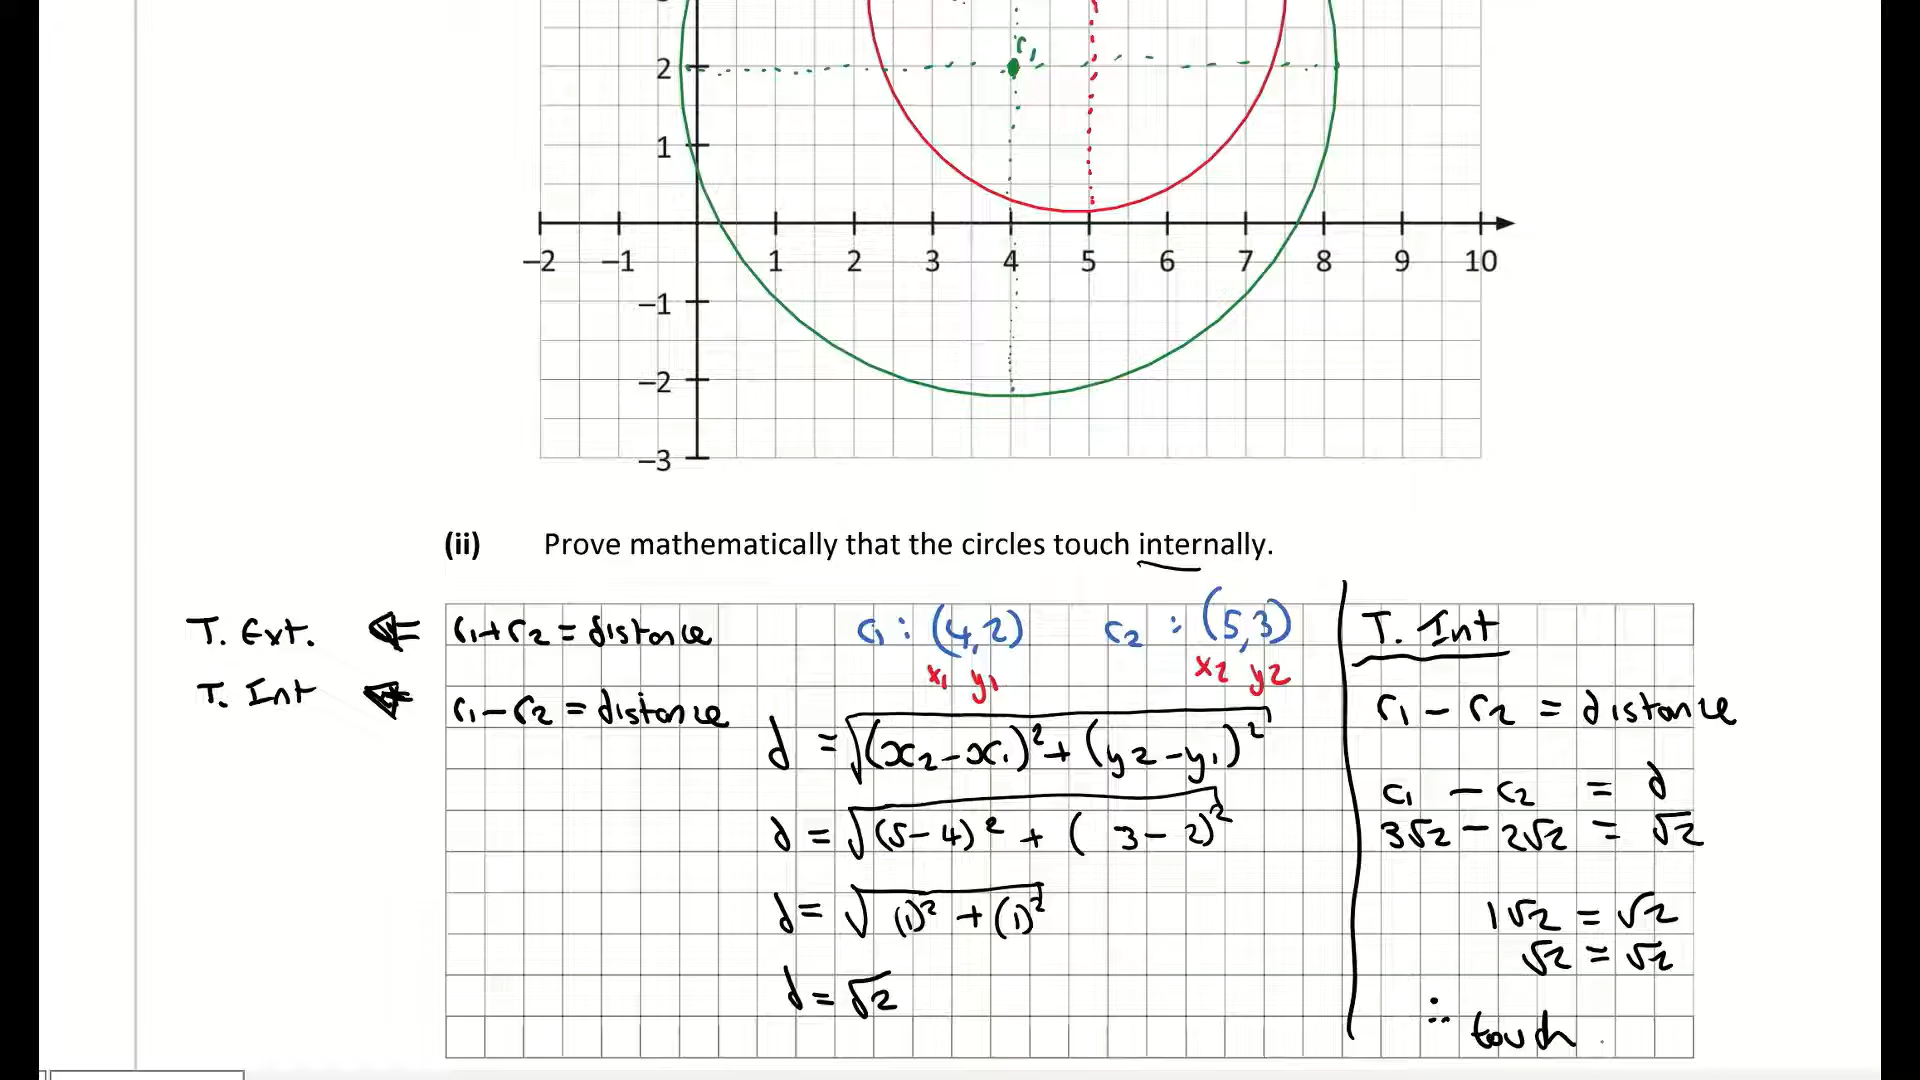 r₁
2
1
–2 –1 1 2 3 4 5 6 7 8 9 10
–1
–2
–3
(ii) Prove mathematically that the circles touch internally.
T. Ext. ⇐ r₁+r₂ = distance
T. Int ⇐ r₁–r₂ = distance
c₁ : (4,2) c₂ : (5,3)
x₁ y₁ x₂ y₂
d = √(x₂–x₁)²+(y₂–y₁)²
d = √(5–4)² + (3–2)²
d = √(1)² + (1)²
d = √2
T. Int
r₁ – r₂ = distance
c₁ – c₂ = d
3√2 – 2√2 = √2
1√2 = √2
√2 = √2
∴ touch